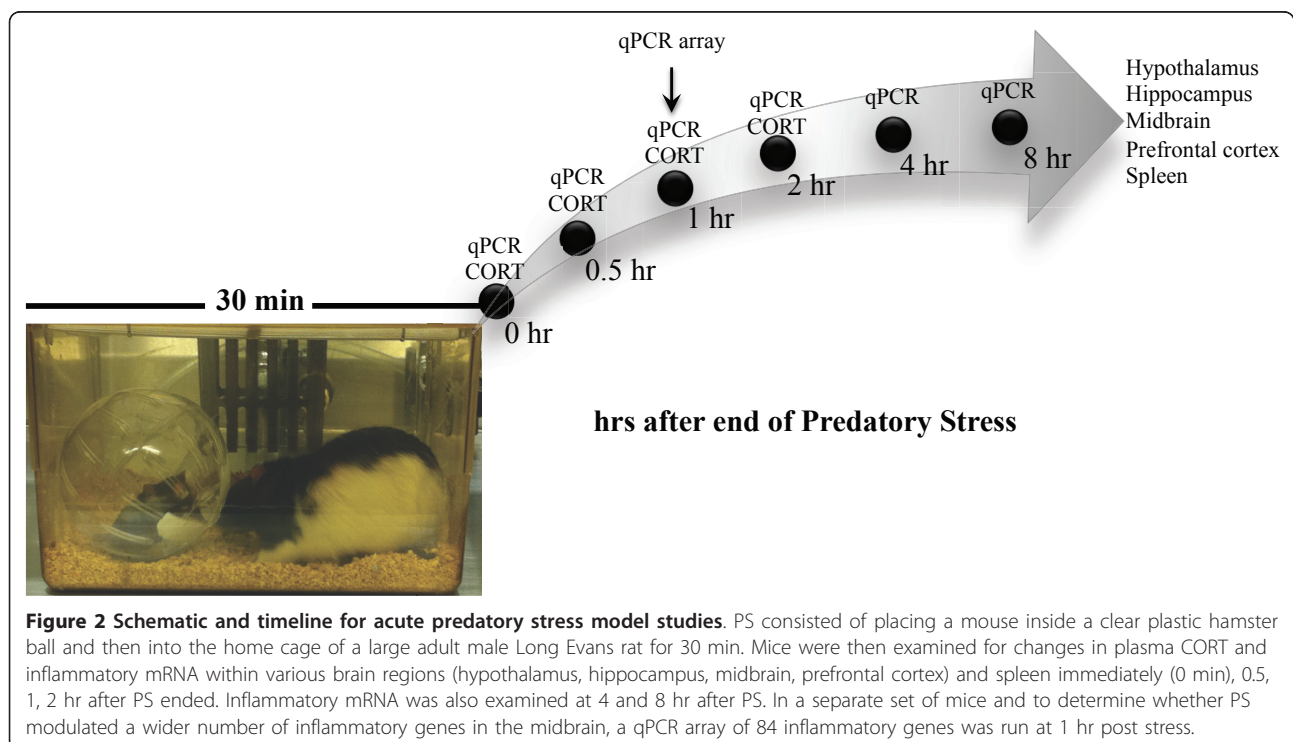 qPCR array
qPCR
CORT
0 hr
qPCR
CORT
0.5 hr
qPCR
CORT
1 hr
qPCR
CORT
2 hr
qPCR
4 hr
qPCR
8 hr
Hypothalamus
Hippocampus
Midbrain
Prefrontal cortex
Spleen
30 min
hrs after end of Predatory Stress
Figure 2 Schematic and timeline for acute predatory stress model studies. PS consisted of placing a mouse inside a clear plastic hamster
ball and then into the home cage of a large adult male Long Evans rat for 30 min. Mice were then examined for changes in plasma CORT and
inflammatory mRNA within various brain regions (hypothalamus, hippocampus, midbrain, prefrontal cortex) and spleen immediately (0 min), 0.5,
1, 2 hr after PS ended. Inflammatory mRNA was also examined at 4 and 8 hr after PS. In a separate set of mice and to determine whether PS
modulated a wider number of inflammatory genes in the midbrain, a qPCR array of 84 inflammatory genes was run at 1 hr post stress.